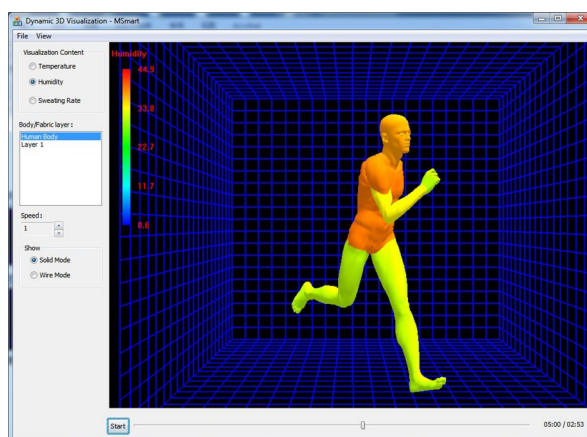 Dynamic 3D Visualization - MSmart
File View
Visualization Content
Temperature
Humidity
Sweating Rate
Body/Fabric layer:
Human Body
Layer 1
Speed:
1
Show
Solid Mode
Wire Mode
Humidity
44.9
33.8
22.7
11.7
0.6
Start
05:00 / 02:53